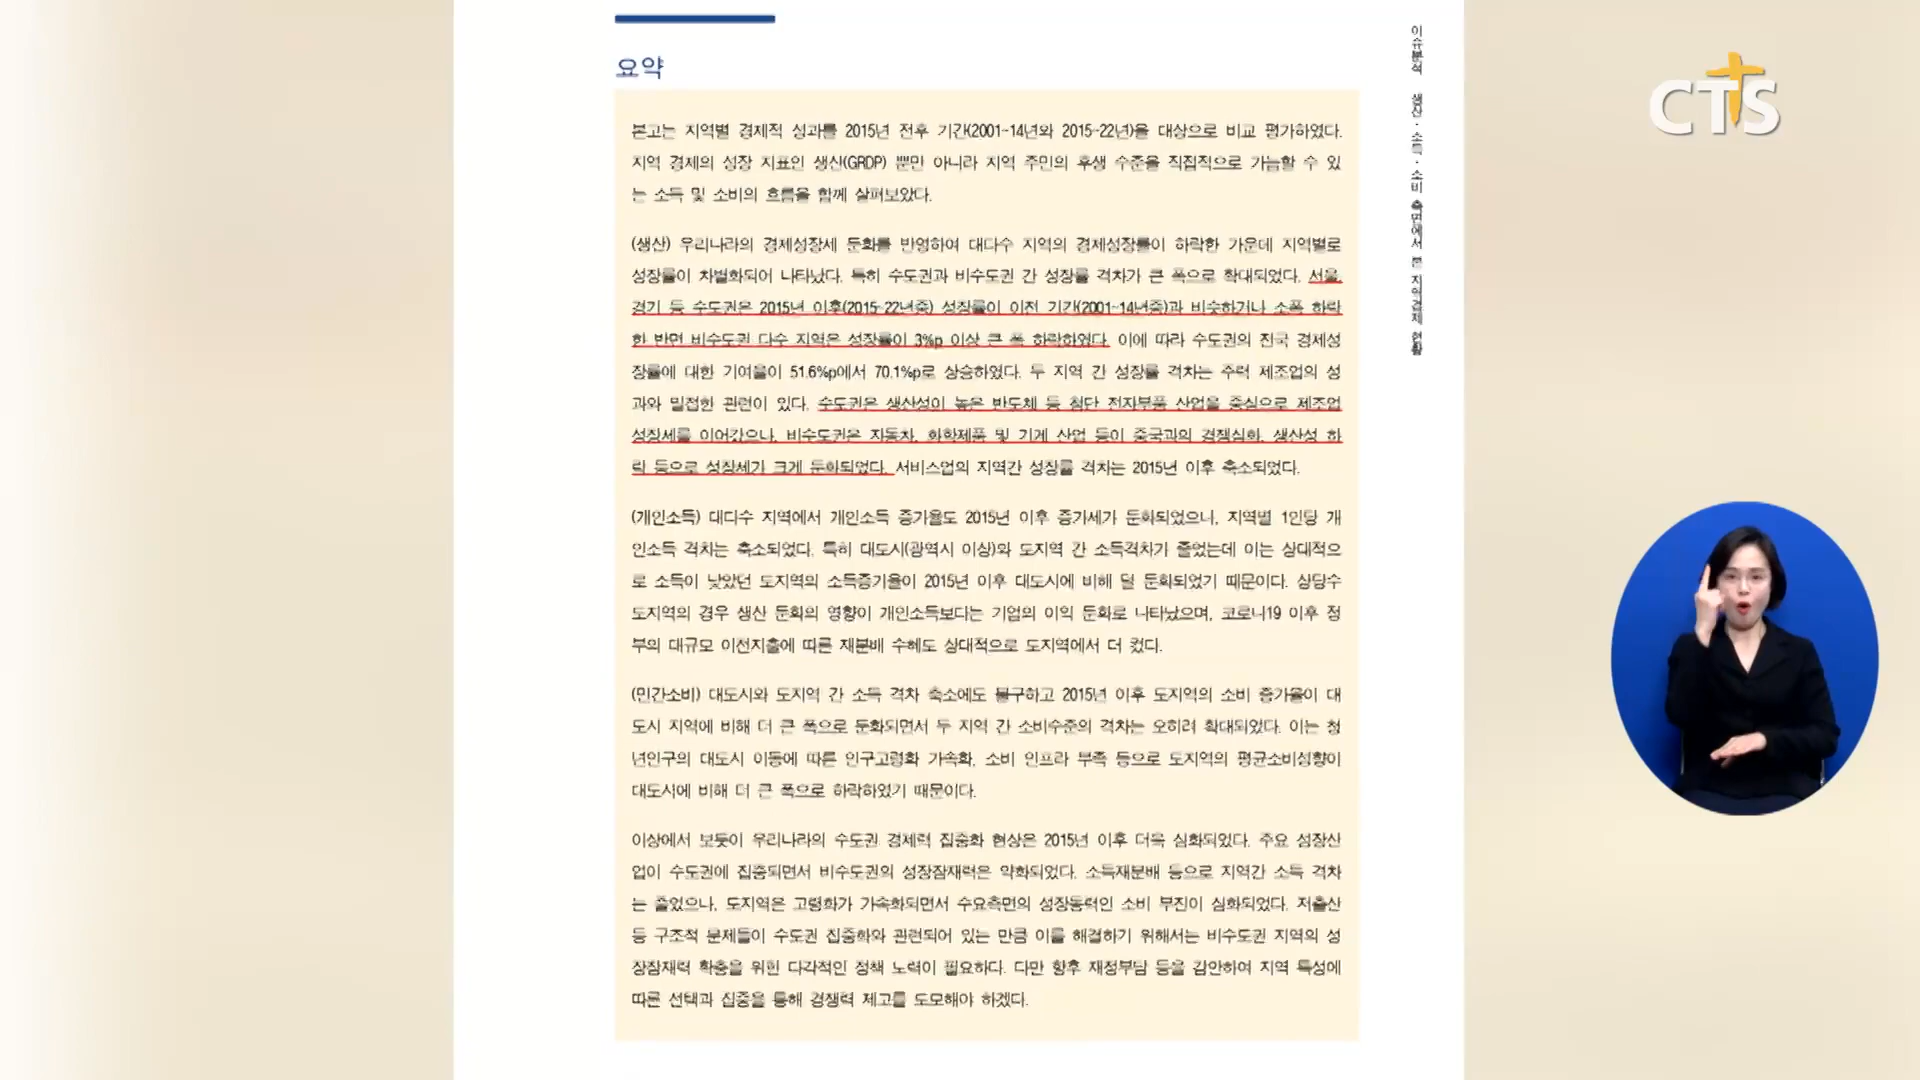 요약
본고는 지역별 경제적 성과를 2015년 전후 기간(2001~14년와 2015~22년)을 대상으로 비교 평가하였다.
지역 경제의 성장 지표인 생산(GRDP) 뿐만 아니라 지역 주민의 후생 수준을 직접적으로 가늠할 수 있
는 소득 및 소비의 흐름을 함께 살펴보았다.
(생산) 우리나라의 경제성장세 둔화를 반영하여 대다수 지역의 경제성장률이 하락한 가운데 지역별로
성장률이 차별화되어 나타났다. 특히 수도권과 비수도권 간 성장률 격차가 큰 폭으로 확대되었다. 서울,
경기 등 수도권은 2015년 이후(2015~22년중) 성장률이 이전 기간(2001~14년중)과 비슷하거나 소폭 하락
한 반면 비수도권 다수 지역은 성장률이 3%p 이상 큰 폭 하락하였다. 이에 따라 수도권의 전국 경제성
장률에 대한 기여율이 51.6%p에서 70.1%p로 상승하였다. 두 지역 간 성장률 격차는 주력 제조업의 성
과와 밀접한 관련이 있다. 수도권은 생산성이 높은 반도체 등 첨단 전자부품 산업을 중심으로 제조업
성장세를 이어갔으나, 비수도권은 자동차, 화학제품 및 기계 산업 등이 중국과의 경쟁심화, 생산성 하
락 등으로 성장세가 크게 둔화되었다. 서비스업의 지역간 성장률 격차는 2015년 이후 축소되었다.
(개인소득) 대다수 지역에서 개인소득 증가율도 2015년 이후 증가세가 둔화되었으나, 지역별 1인당 개
인소득 격차는 축소되었다. 특히 대도시(광역시 이상)와 도지역 간 소득격차가 줄었는데 이는 상대적으
로 소득이 낮았던 도지역의 소득증가율이 2015년 이후 대도시에 비해 덜 둔화되었기 때문이다. 상당수
도지역의 경우 생산 둔화의 영향이 개인소득보다는 기업의 이익 둔화로 나타났으며, 코로나19 이후 정
부의 대규모 이전지출에 따른 재분배 수혜도 상대적으로 도지역에서 더 컸다.
(민간소비) 대도시와 도지역 간 소득 격차 축소에도 불구하고 2015년 이후 도지역의 소비 증가율이 대
도시 지역에 비해 더 큰 폭으로 둔화되면서 두 지역 간 소비수준의 격차는 오히려 확대되었다. 이는 청
년인구의 대도시 이동에 따른 인구고령화 가속화, 소비 인프라 부족 등으로 도지역의 평균소비성향이
대도시에 비해 더 큰 폭으로 하락하였기 때문이다.
이상에서 보듯이 우리나라의 수도권 경제력 집중화 현상은 2015년 이후 더욱 심화되었다. 주요 성장산
업이 수도권에 집중되면서 비수도권의 성장잠재력은 약화되었다. 소득재분배 등으로 지역간 소득 격차
는 줄었으나, 도지역은 고령화가 가속화되면서 수요측면의 성장동력인 소비 부진이 심화되었다. 저출산
등 구조적 문제들이 수도권 집중화와 관련되어 있는 만큼 이를 해결하기 위해서는 비수도권 지역의 성
장잠재력 확충을 위한 다각적인 정책 노력이 필요하다. 다만 향후 재정부담 등을 감안하여 지역 특성에
따른 선택과 집중을 통해 경쟁력 제고를 도모해야 하겠다.
이슈분석 생산·소득·소비 측면에서 본 지역경제 현황
CTS